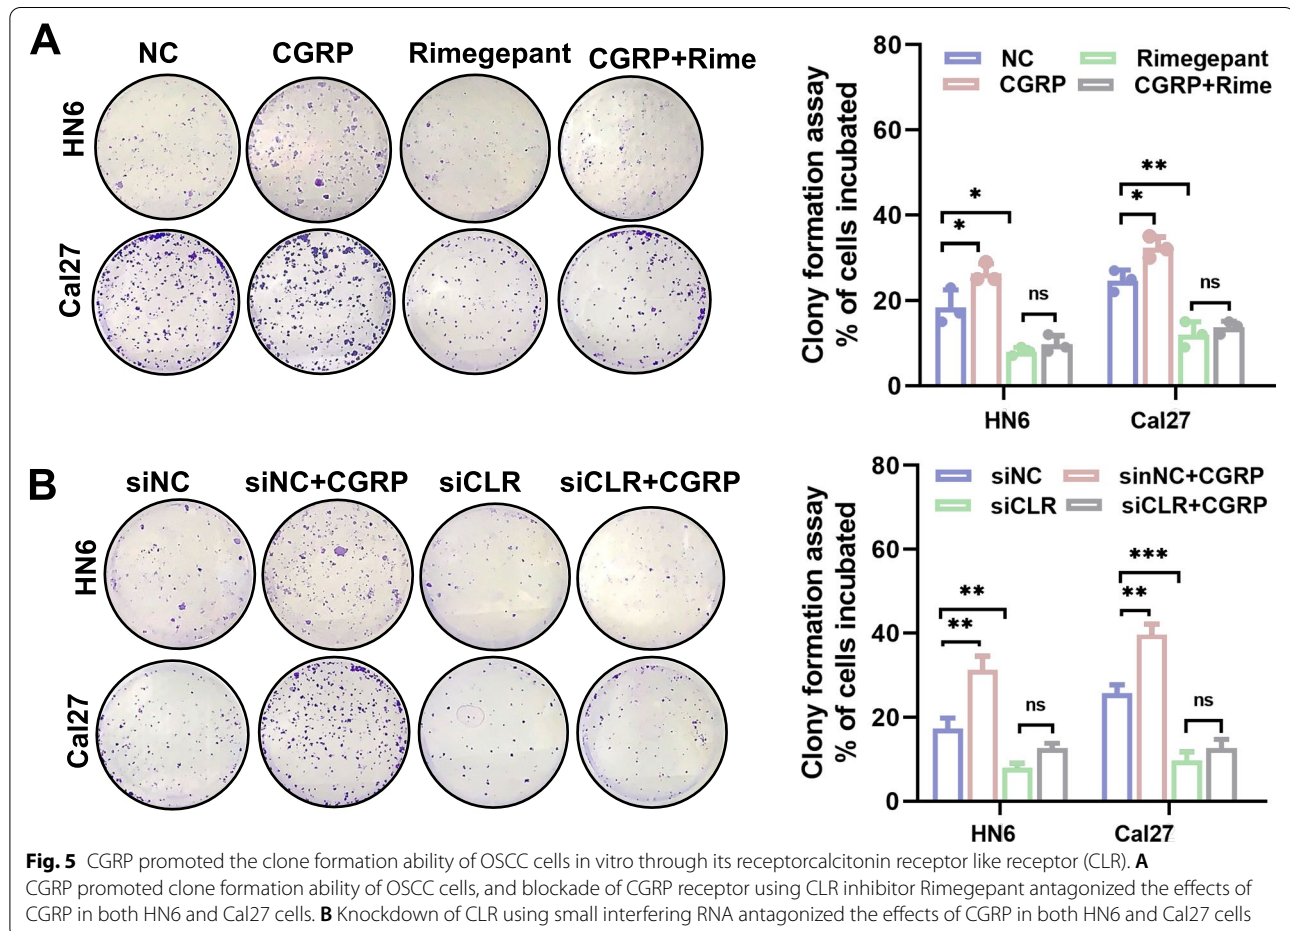 A
NC CGRP Rimegepant CGRP+Rime
HN6
Cal27
Clony formation assay
% of cells incubated
80
60
40
20
0
NC Rimegepant
CGRP CGRP+Rime
* * ns
* ** ns
HN6 Cal27
B
siNC siNC+CGRP siCLR siCLR+CGRP
HN6
Cal27
Clony formation assay
% of cells incubated
80
60
40
20
0
siNC sinNC+CGRP
siCLR siCLR+CGRP
** ** ns
** *** ns
HN6 Cal27
Fig. 5 CGRP promoted the clone formation ability of OSCC cells in vitro through its receptorcalcitonin receptor like receptor (CLR). A
CGRP promoted clone formation ability of OSCC cells, and blockade of CGRP receptor using CLR inhibitor Rimegepant antagonized the effects of
CGRP in both HN6 and Cal27 cells. B Knockdown of CLR using small interfering RNA antagonized the effects of CGRP in both HN6 and Cal27 cells